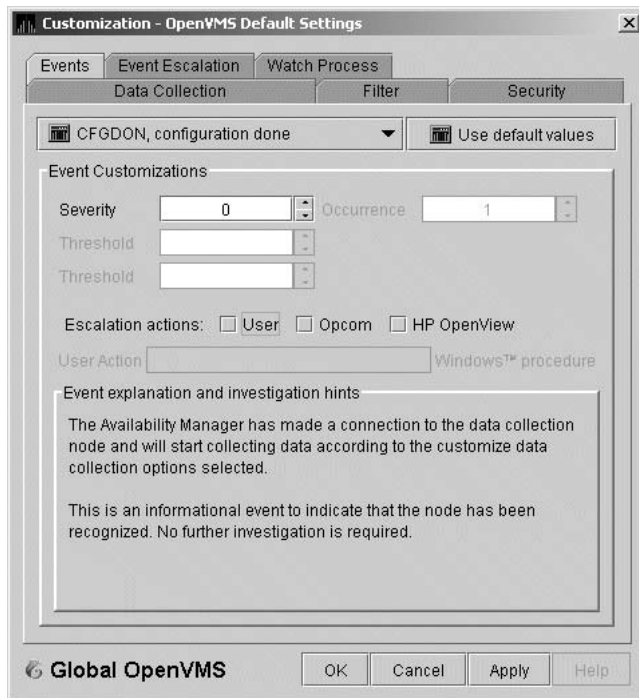 Customization - OpenVMS Default Settings
Events Event Escalation Watch Process
Data Collection Filter Security
CFGDON, configuration done Use default values
Event Customizations
Severity 0 Occurrence 1
Threshold
Threshold
Escalation actions: User Opcom HP OpenView
User Action Windows™ procedure
Event explanation and investigation hints
The Availability Manager has made a connection to the data collection
node and will start collecting data according to the customize data
collection options selected.
This is an informational event to indicate that the node has been
recognized. No further investigation is required.
Global OpenVMS OK Cancel Apply Help